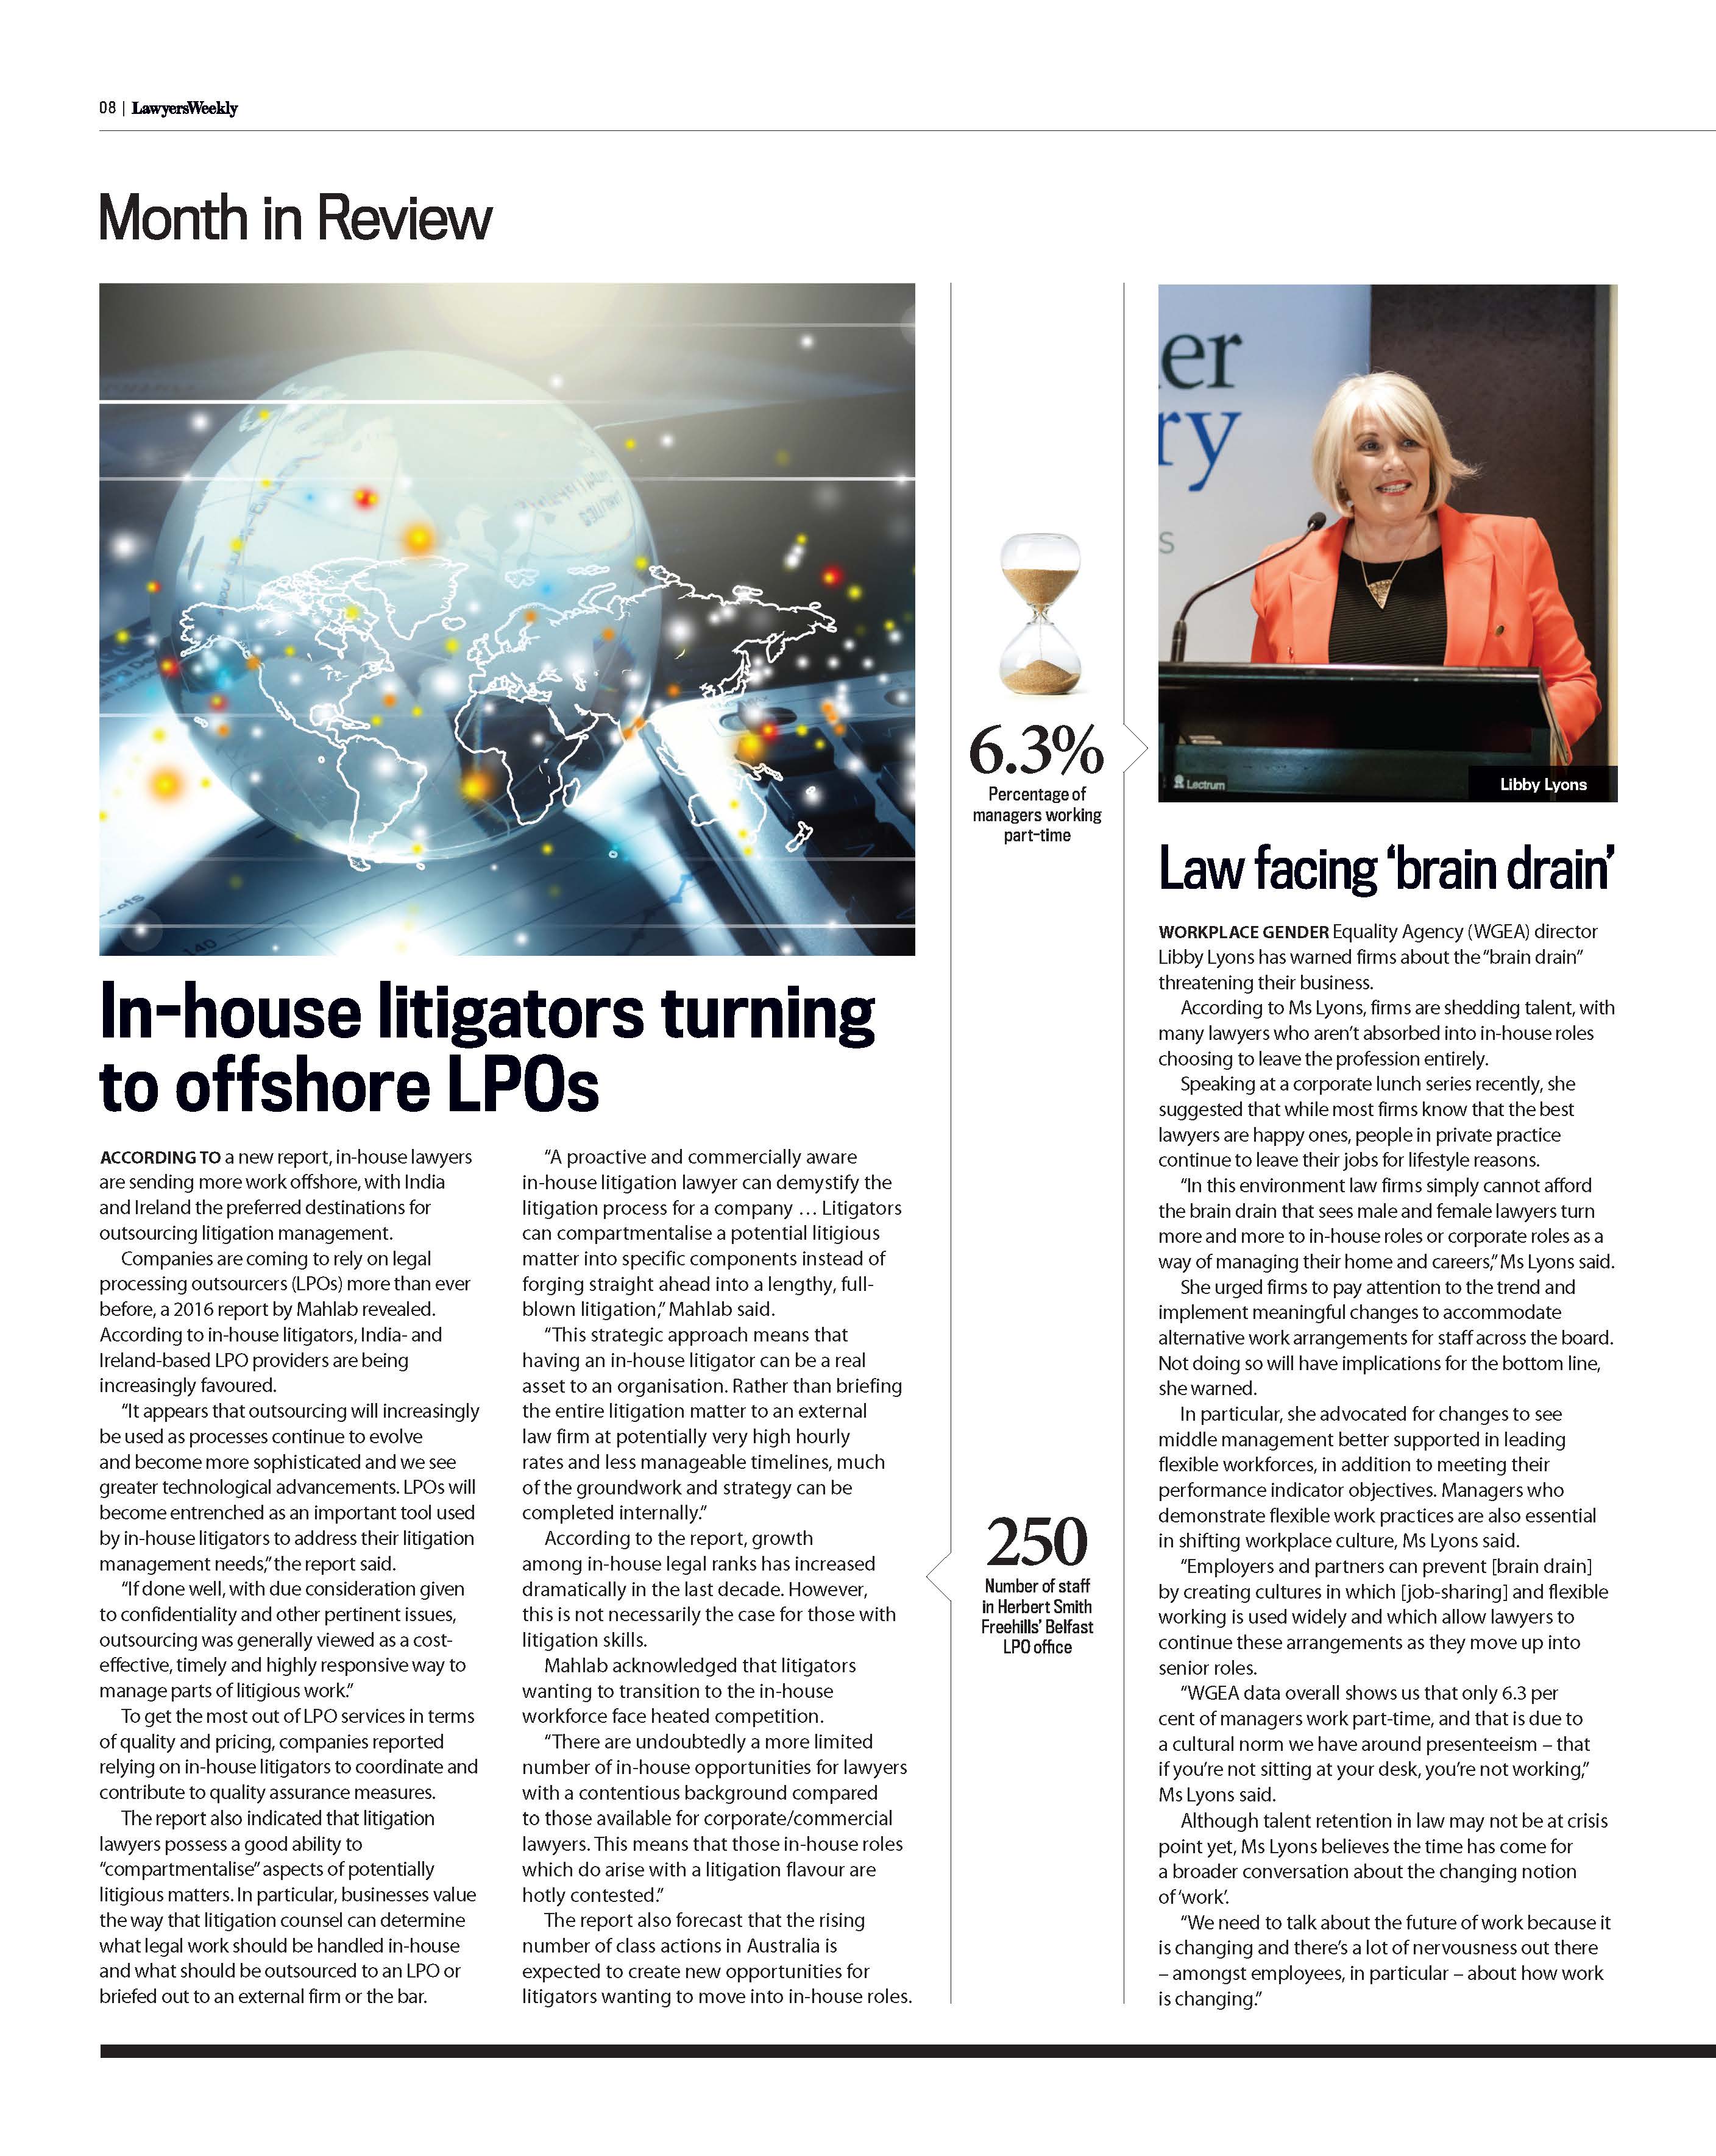 08 | LawyersWeekly
Month in Review
In-house litigators turning
to offshore LPOs
ACCORDING TO a new report, in-house lawyers
are sending more work offshore, with India
and Ireland the preferred destinations for
outsourcing litigation management.
Companies are coming to rely on legal
processing outsourcers (LPOs) more than ever
before, a 2016 report by Mahlab revealed.
According to in-house litigators, India- and
Ireland-based LPO providers are being
increasingly favoured.
“It appears that outsourcing will increasingly
be used as processes continue to evolve
and become more sophisticated and we see
greater technological advancements. LPOs will
become entrenched as an important tool used
by in-house litigators to address their litigation
management needs,” the report said.
“If done well, with due consideration given
to confidentiality and other pertinent issues,
outsourcing was generally viewed as a cost-
effective, timely and highly responsive way to
manage parts of litigious work.”
To get the most out of LPO services in terms
of quality and pricing, companies reported
relying on in-house litigators to coordinate and
contribute to quality assurance measures.
The report also indicated that litigation
lawyers possess a good ability to
“compartmentalise” aspects of potentially
litigious matters. In particular, businesses value
the way that litigation counsel can determine
what legal work should be handled in-house
and what should be outsourced to an LPO or
briefed out to an external firm or the bar.
“A proactive and commercially aware
in-house litigation lawyer can demystify the
litigation process for a company … Litigators
can compartmentalise a potential litigious
matter into specific components instead of
forging straight ahead into a lengthy, full-
blown litigation,” Mahlab said.
“This strategic approach means that
having an in-house litigator can be a real
asset to an organisation. Rather than briefing
the entire litigation matter to an external
law firm at potentially very high hourly
rates and less manageable timelines, much
of the groundwork and strategy can be
completed internally.”
According to the report, growth
among in-house legal ranks has increased
dramatically in the last decade. However,
this is not necessarily the case for those with
litigation skills.
Mahlab acknowledged that litigators
wanting to transition to the in-house
workforce face heated competition.
“There are undoubtedly a more limited
number of in-house opportunities for lawyers
with a contentious background compared
to those available for corporate/commercial
lawyers. This means that those in-house roles
which do arise with a litigation flavour are
hotly contested.”
The report also forecast that the rising
number of class actions in Australia is
expected to create new opportunities for
litigators wanting to move into in-house roles.
6.3%
Percentage of
managers working
part-time
250
Number of staff
in Herbert Smith
Freehills’ Belfast
LPO office
er
ry
s
Lectrum
Libby Lyons
Law facing ‘brain drain’
WORKPLACE GENDER Equality Agency (WGEA) director
Libby Lyons has warned firms about the “brain drain”
threatening their business.
According to Ms Lyons, firms are shedding talent, with
many lawyers who aren’t absorbed into in-house roles
choosing to leave the profession entirely.
Speaking at a corporate lunch series recently, she
suggested that while most firms know that the best
lawyers are happy ones, people in private practice
continue to leave their jobs for lifestyle reasons.
“In this environment law firms simply cannot afford
the brain drain that sees male and female lawyers turn
more and more to in-house roles or corporate roles as a
way of managing their home and careers,” Ms Lyons said.
She urged firms to pay attention to the trend and
implement meaningful changes to accommodate
alternative work arrangements for staff across the board.
Not doing so will have implications for the bottom line,
she warned.
In particular, she advocated for changes to see
middle management better supported in leading
flexible workforces, in addition to meeting their
performance indicator objectives. Managers who
demonstrate flexible work practices are also essential
in shifting workplace culture, Ms Lyons said.
“Employers and partners can prevent [brain drain]
by creating cultures in which [job-sharing] and flexible
working is used widely and which allow lawyers to
continue these arrangements as they move up into
senior roles.
“WGEA data overall shows us that only 6.3 per
cent of managers work part-time, and that is due to
a cultural norm we have around presenteeism – that
if you’re not sitting at your desk, you’re not working,”
Ms Lyons said.
Although talent retention in law may not be at crisis
point yet, Ms Lyons believes the time has come for
a broader conversation about the changing notion
of ‘work’.
“We need to talk about the future of work because it
is changing and there’s a lot of nervousness out there
– amongst employees, in particular – about how work
is changing.”